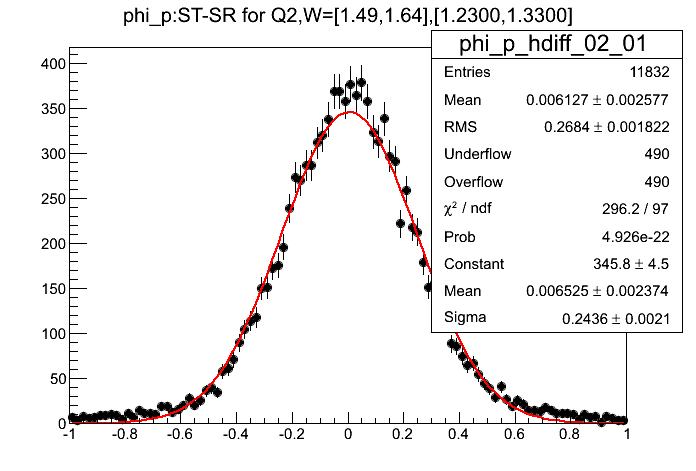 phi_p:ST-SR for Q2,W=[1.49,1.64],[1.2300,1.3300]
phi_p_hdiff_02_01
Entries 11832
Mean 0.006127 ± 0.002577
RMS 0.2684 ± 0.001822
Underflow 490
Overflow 490
χ² / ndf 296.2 / 97
Prob 4.926e-22
Constant 345.8 ± 4.5
Mean 0.006525 ± 0.002374
Sigma 0.2436 ± 0.0021
400
350
300
250
200
150
100
50
0
-1 -0.8 -0.6 -0.4 -0.2 0 0.2 0.4 0.6 0.8 1